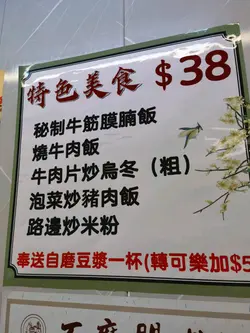 特色美食 $38
秘制牛筋膜腩飯
燒牛肉飯
牛肉片炒烏冬（粗）
泡菜炒豬肉飯
路邊炒米粉
奉送自磨豆漿一杯(轉可樂加$5